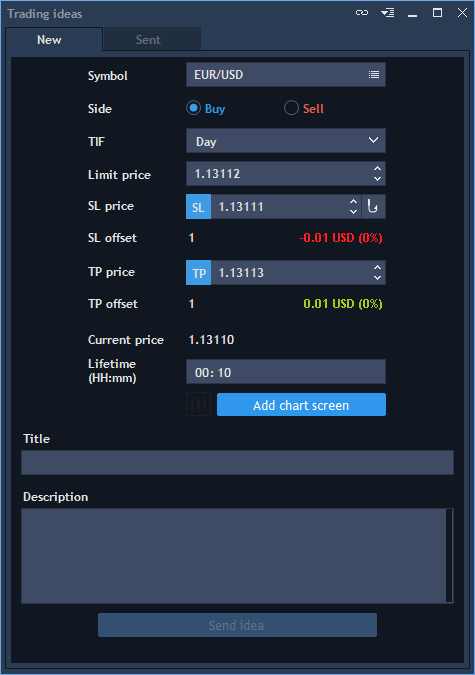 Trading ideas
New Sent
Symbol EUR/USD
Side Buy Sell
TIF Day
Limit price 1.13112
SL price SL 1.13111
SL offset 1 -0.01 USD (0%)
TP price TP 1.13113
TP offset 1 0.01 USD (0%)
Current price 1.13110
Lifetime
(HH:mm) 00: 10
Add chart screen
Title
Description
Send idea